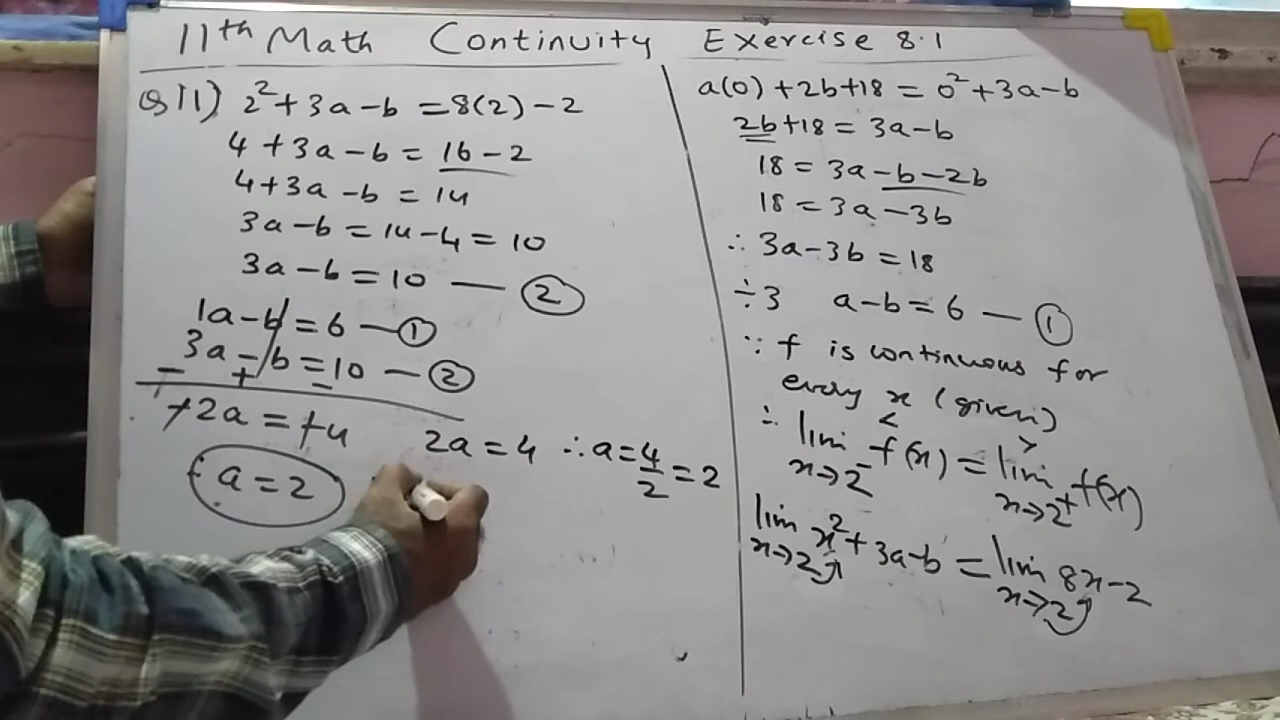 11th Math Continuity Exercise 8.1
Q 11) 2²+3a-b = 8(2)-2
4+3a-b = 16-2
4+3a-b = 14
3a-b = 14-4 = 10
3a-b = 10 — ②
1a-b = 6 — ①
3a-b = 10 — ②
- + -
+2a = +4
2a = 4 ∴ a = 4/2 = 2
a = 2
a(0)+2b+18 = 0²+3a-b
2b+18 = 3a-b
18 = 3a-b-2b
18 = 3a-3b
∴ 3a-3b = 18
÷3 a-b = 6 — ①
∵ f is continuous for
every x (given)
∴ lim f(x) = lim f(x)
< >
x→2⁻ x→2⁺
lim x²+3a-b = lim 8x-2
x→2 x→2